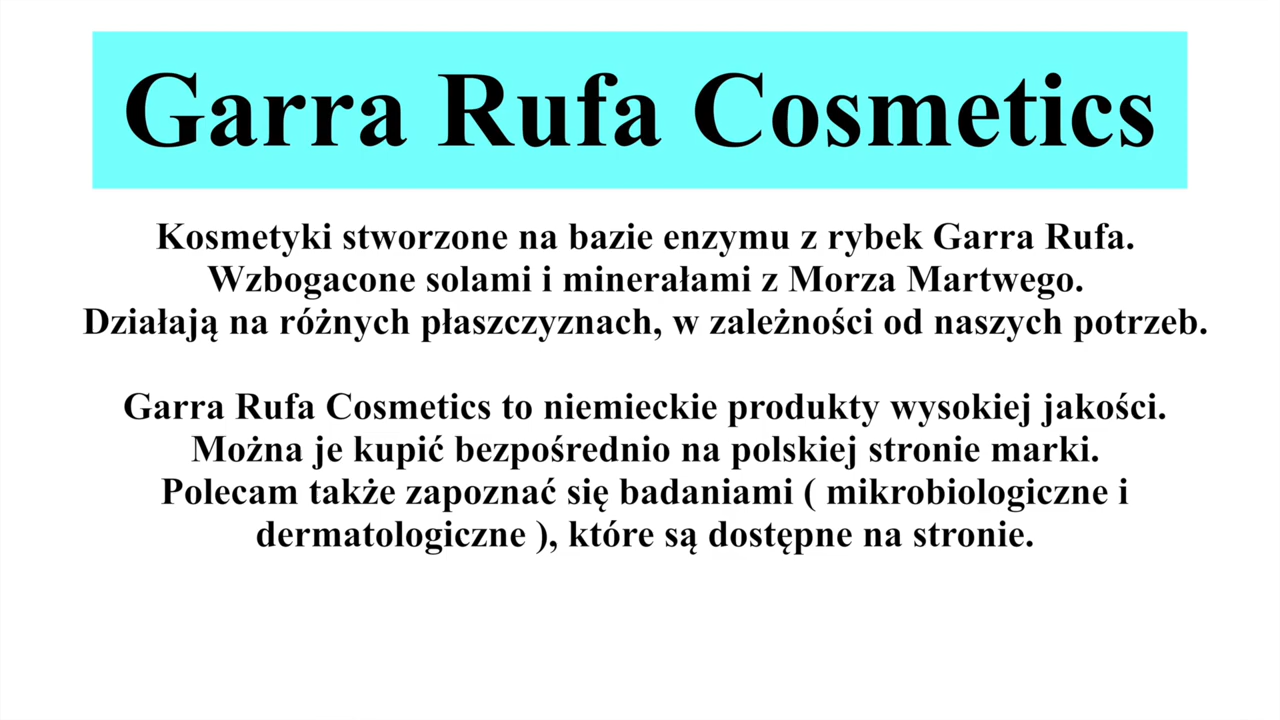 Garra Rufa Cosmetics
Kosmetyki stworzone na bazie enzymu z rybek Garra Rufa.
Wzbogacone solami i minerałami z Morza Martwego.
Działają na różnych płaszczyznach, w zależności od naszych potrzeb.
Garra Rufa Cosmetics to niemieckie produkty wysokiej jakości.
Można je kupić bezpośrednio na polskiej stronie marki.
Polecam także zapoznać się badaniami ( mikrobiologiczne i
dermatologiczne ), które są dostępne na stronie.